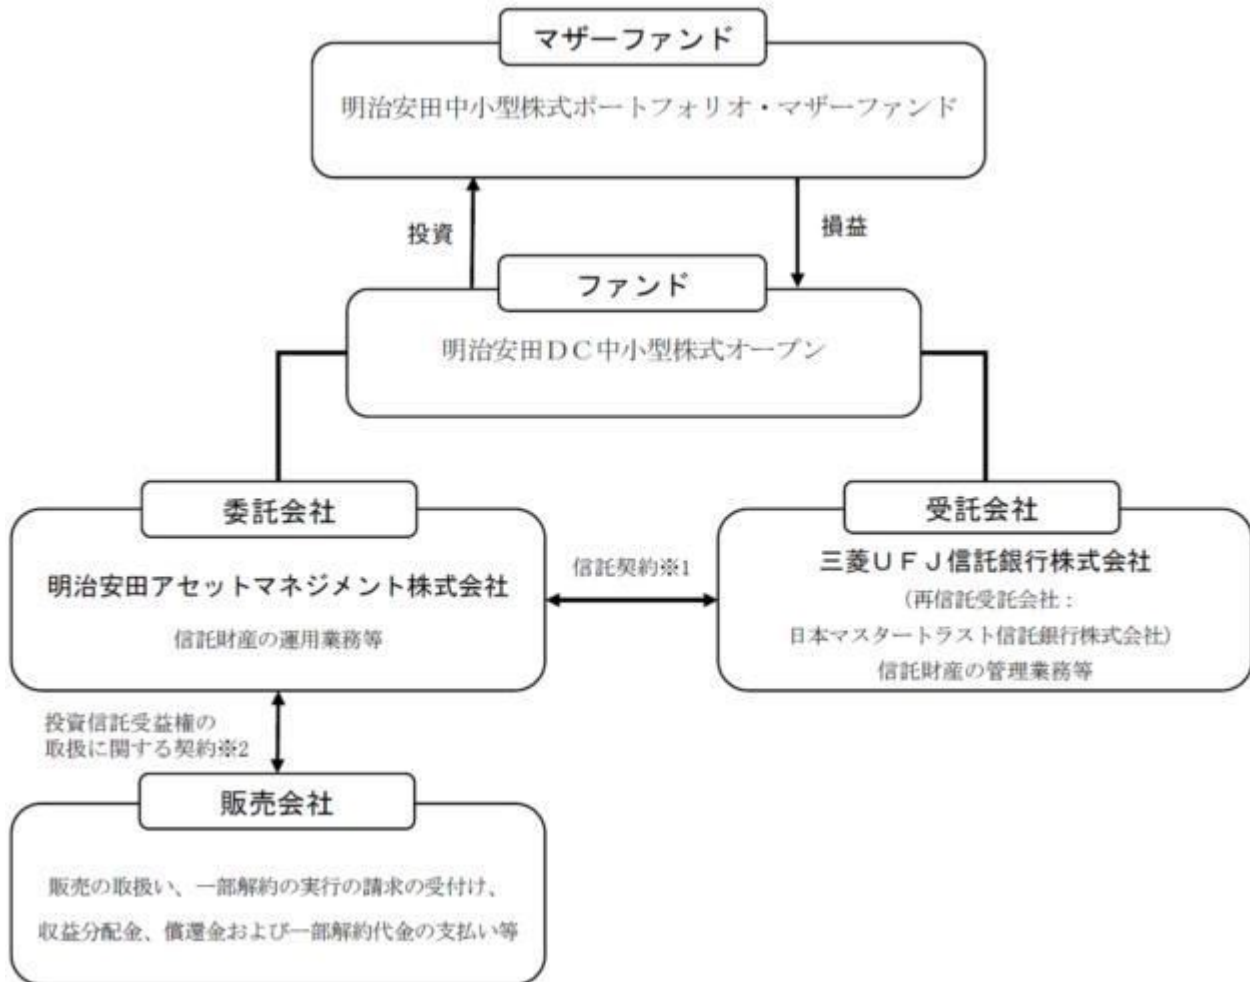 マザーファンド
明治安田中小型株式ポートフォリオ・マザーファンド
投資
損益
ファンド
明治安田DC中小型株式オープン
委託会社
明治安田アセットマネジメント株式会社
信託財産の運用業務等
信託契約※1
受託会社
三菱UFJ信託銀行株式会社
(再信託受託会社:
日本マスタートラスト信託銀行株式会社)
信託財産の管理業務等
投資信託受益権の
取扱に関する契約※2
販売会社
販売の取扱い、一部解約の実行の請求の受付け、
収益分配金、償還金および一部解約代金の支払い等